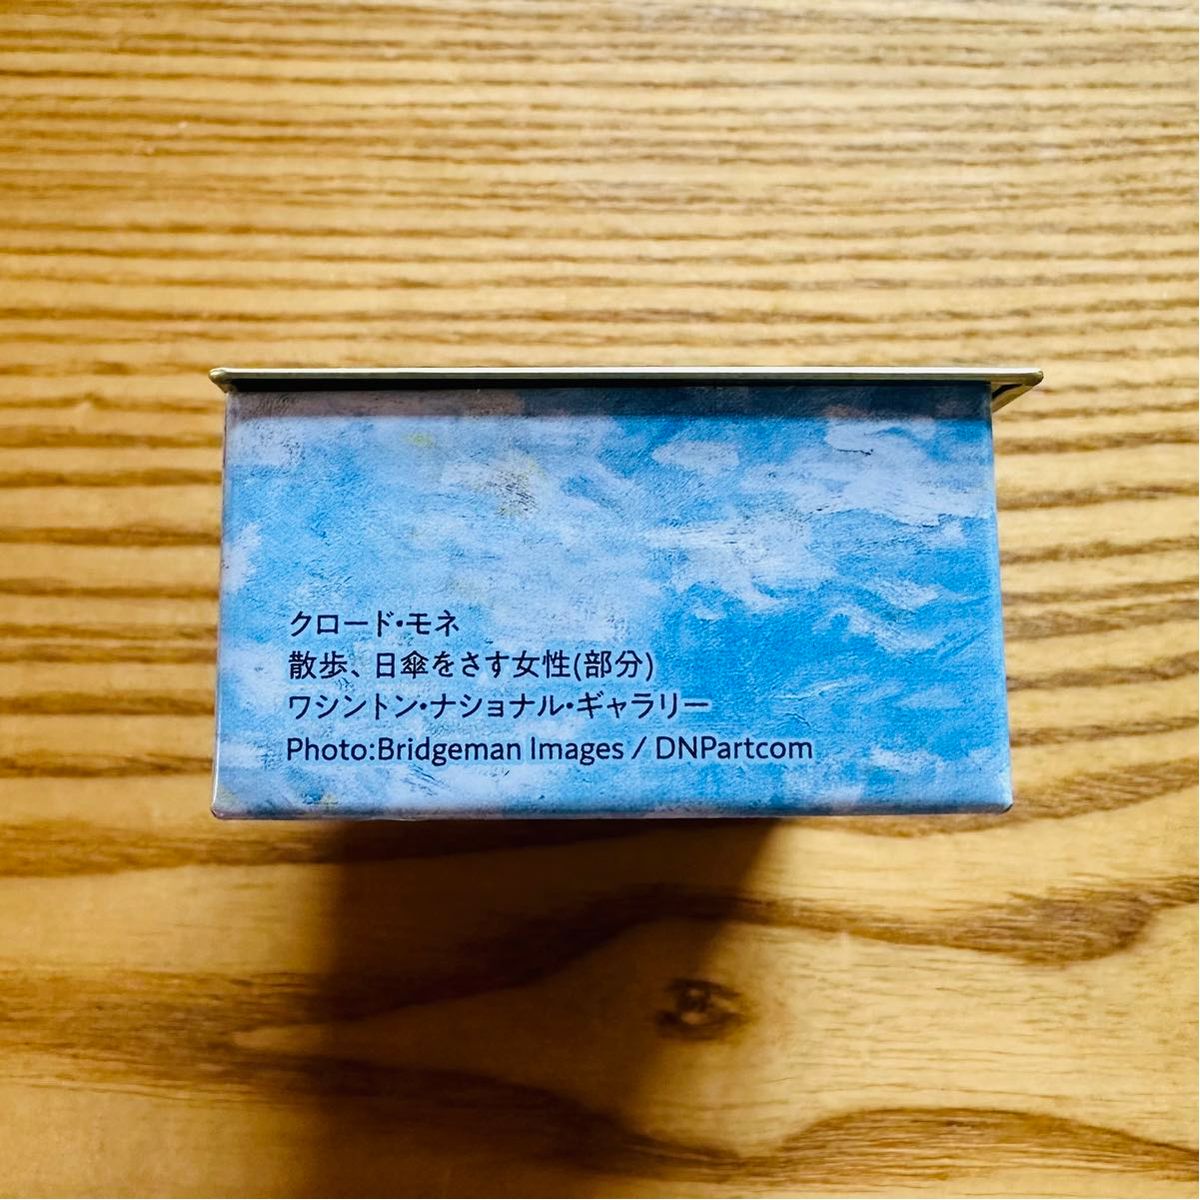 クロード・モネ
散歩、日傘をさす女性(部分)
ワシントン・ナショナル・ギャラリー
Photo:Bridgeman Images / DNPartcom